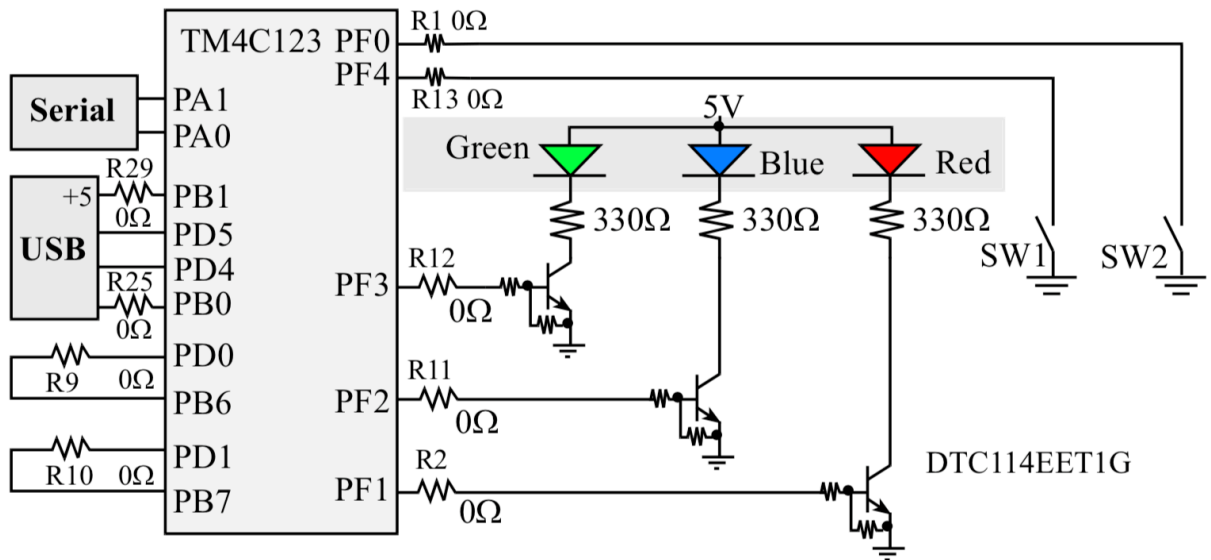 R1 0Ω
TM4C123 PF0
PF4
R13 0Ω
Serial
PA1
PA0
5V
Green
Blue
Red
R29
+5
0Ω
PB1
USB
PD5
PD4
R25
PB0
0Ω
330Ω
330Ω
330Ω
SW1
SW2
R12
PF3
0Ω
PD0
R9
0Ω
PB6
R11
PF2
0Ω
PD1
R10
0Ω
PB7
R2
PF1
0Ω
DTC114EET1G